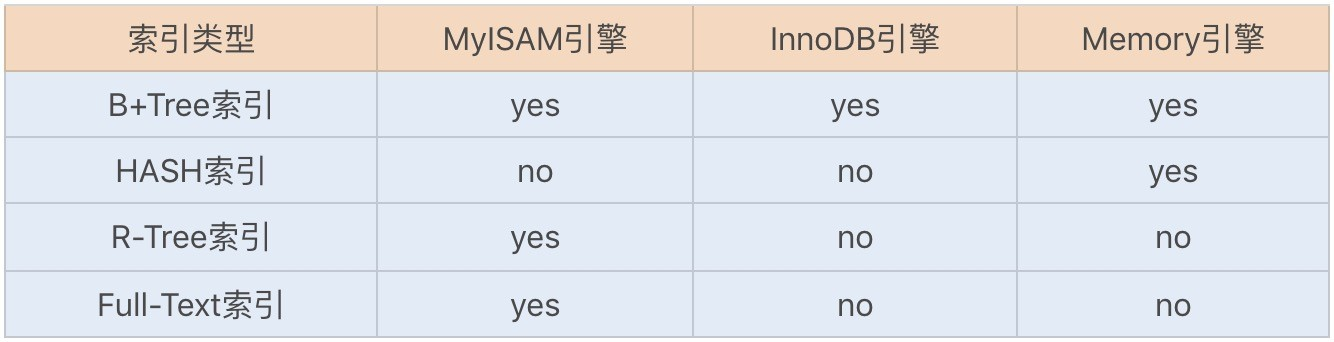 索引类型 MyISAM引擎 InnoDB引擎 Memory引擎
B+Tree索引 yes yes yes
HASH索引 no no yes
R-Tree索引 yes no no
Full-Text索引 yes no no